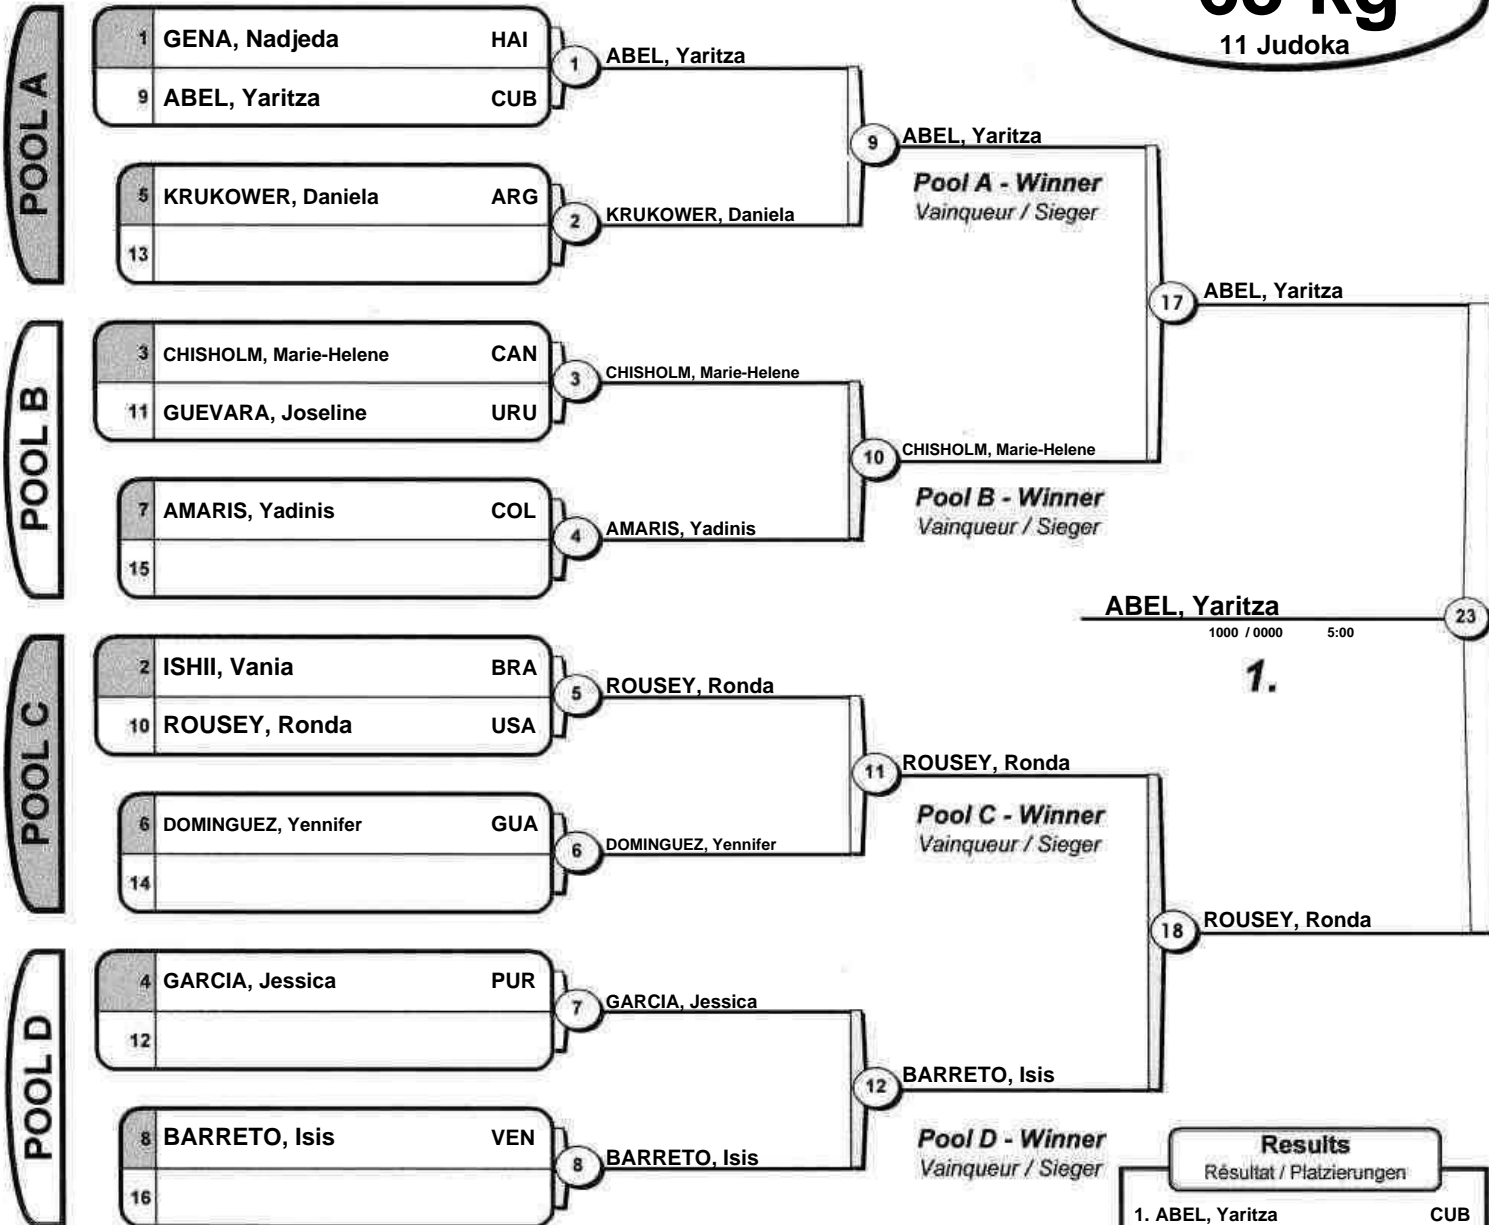 63 kg
11 Judoka
POOL A
1 GENA, Nadjeda HAI
9 ABEL, Yaritza CUB
1 ABEL, Yaritza
5 KRUKOWER, Daniela ARG
13
2 KRUKOWER, Daniela
9 ABEL, Yaritza
Pool A - Winner
Vainqueur / Sieger
POOL B
3 CHISHOLM, Marie-Helene CAN
11 GUEVARA, Joseline URU
3 CHISHOLM, Marie-Helene
7 AMARIS, Yadinis COL
15
4 AMARIS, Yadinis
10 CHISHOLM, Marie-Helene
Pool B - Winner
Vainqueur / Sieger
17 ABEL, Yaritza
ABEL, Yaritza 23
1000 / 0000 5:00
1.
POOL C
2 ISHII, Vania BRA
10 ROUSEY, Ronda USA
5 ROUSEY, Ronda
6 DOMINGUEZ, Yennifer GUA
14
6 DOMINGUEZ, Yennifer
11 ROUSEY, Ronda
Pool C - Winner
Vainqueur / Sieger
18 ROUSEY, Ronda
POOL D
4 GARCIA, Jessica PUR
12
7 GARCIA, Jessica
8 BARRETO, Isis VEN
16
8 BARRETO, Isis
12 BARRETO, Isis
Pool D - Winner
Vainqueur / Sieger
Results
Résultat / Platzierungen
1. ABEL, Yaritza CUB